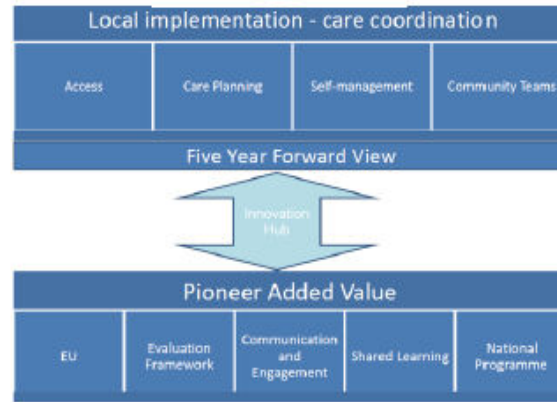 Local implementation - care coordination
Access
Care Planning
Self-management
Community Teams
Five Year Forward View
Innovation
Hub
Pioneer Added Value
EU
Evaluation
Framework
Communication
and
Engagement
Shared Learning
National
Programme